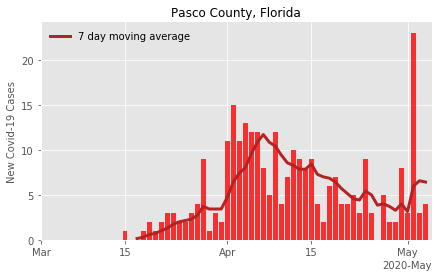 Pasco County, Florida
7 day moving average
New Covid-19 Cases
20
15
10
5
0
Mar
15
Apr
15
May
2020-May